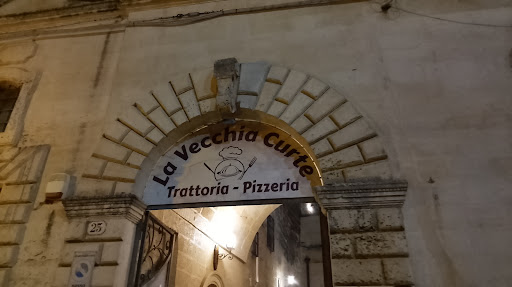 La Vecchia Curte
Trattoria - Pizzeria
23